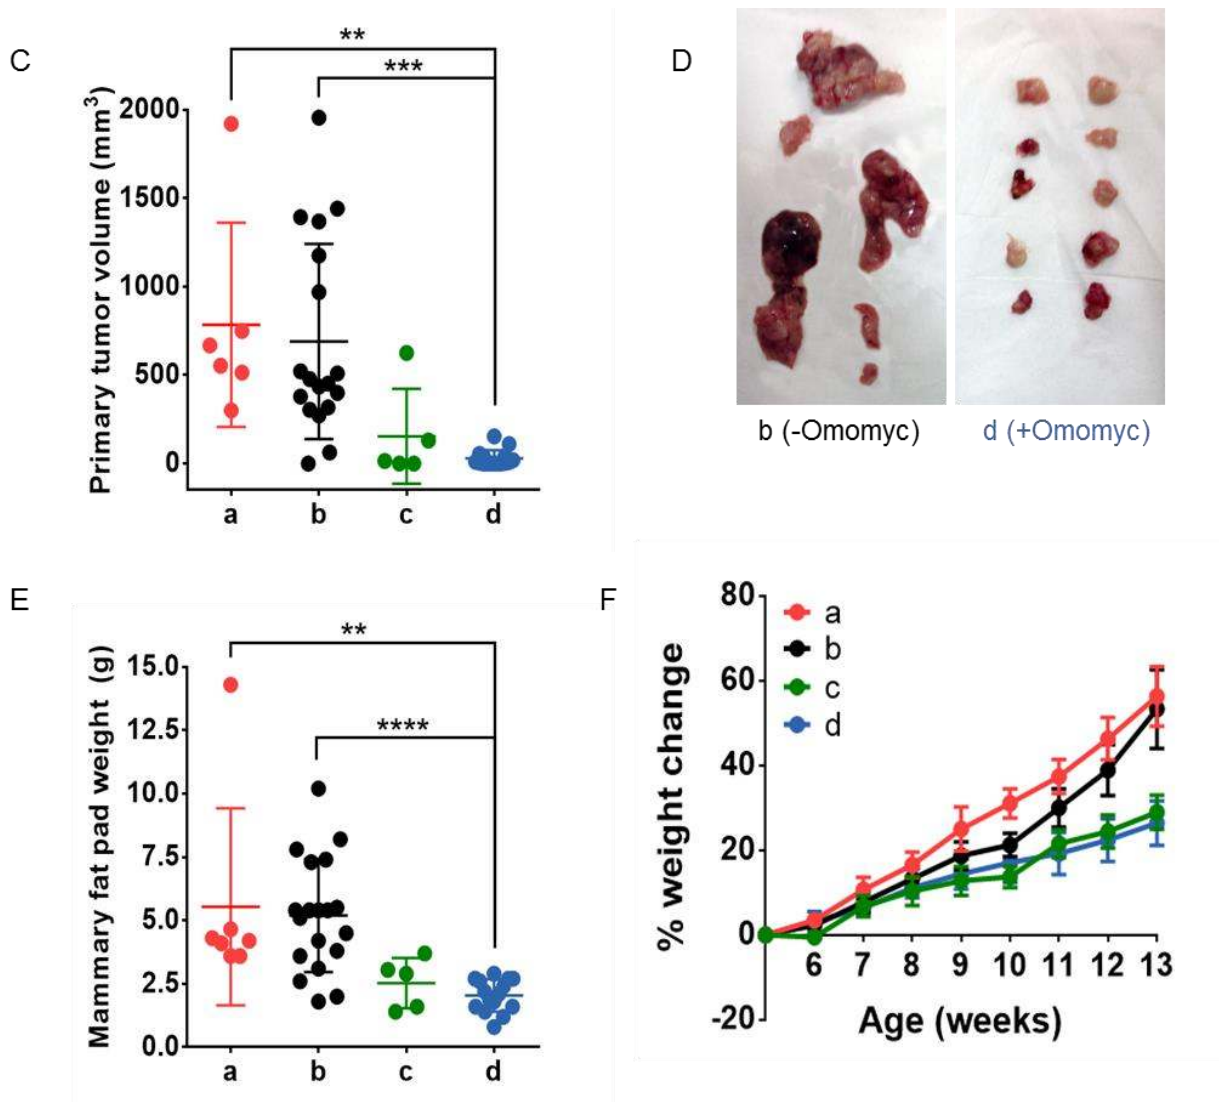 C
**
***
Primary tumor volume (mm3)
2000
1500
1000
500
0
a b c d
D
b (-Omomyc) d (+Omomyc)
E
**
****
Mammary fat pad weight (g)
15.0
12.5
10.0
7.5
5.0
2.5
0.0
a b c d
F
% weight change
80
60
40
20
0
-20
a
b
c
d
6 7 8 9 10 11 12 13
Age (weeks)